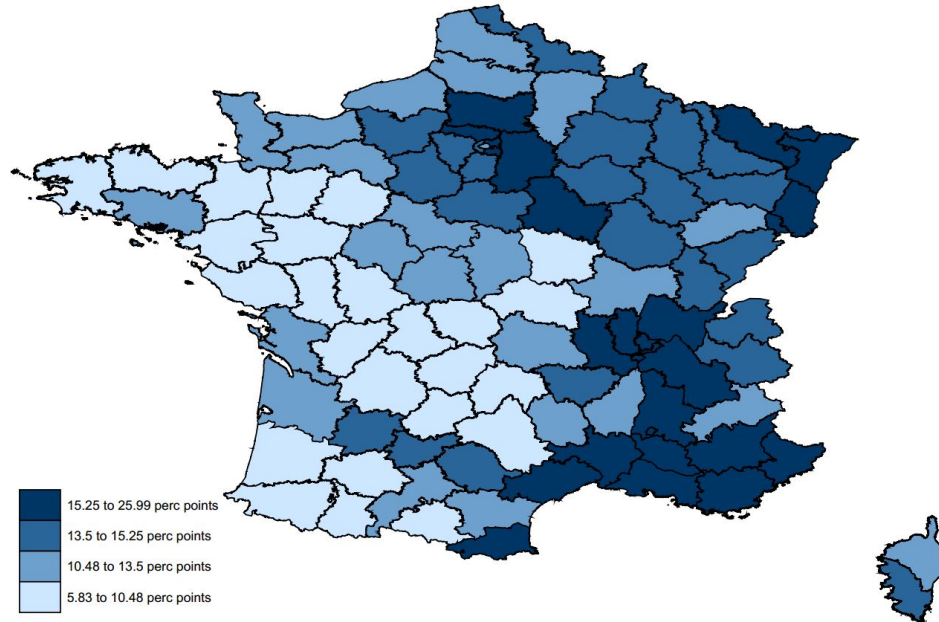 15.25 to 25.99 perc points
13.5 to 15.25 perc points
10.48 to 13.5 perc points
5.83 to 10.48 perc points